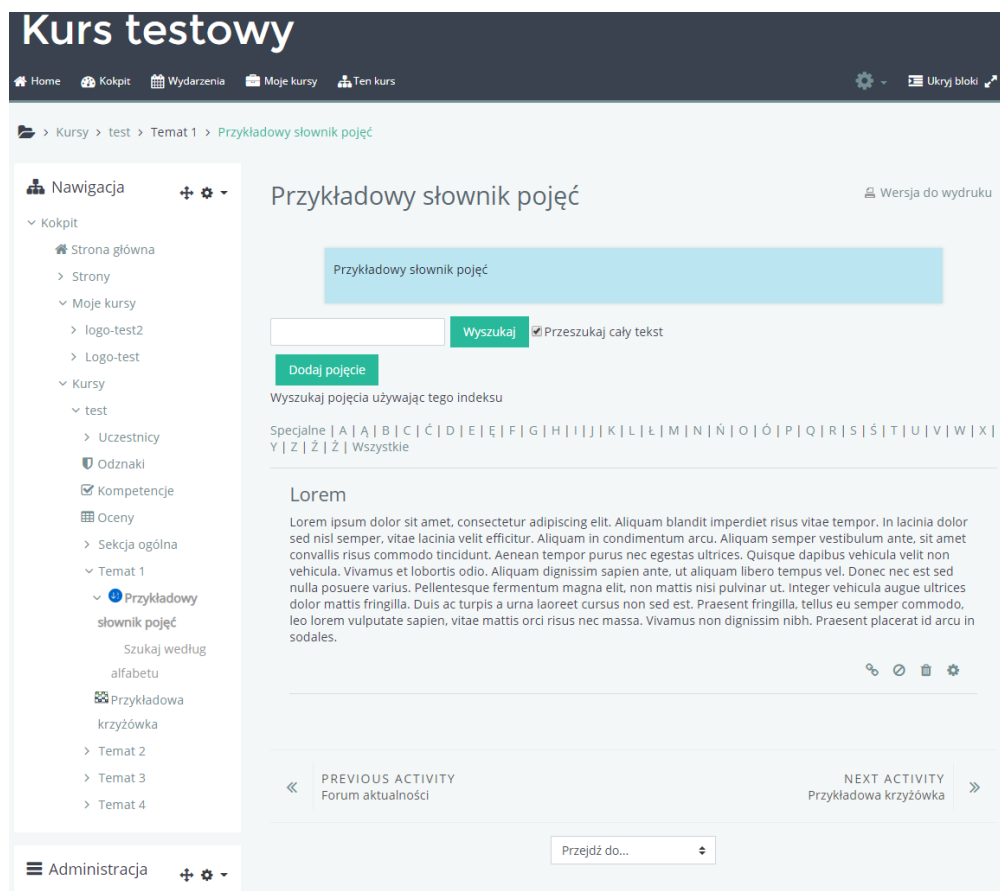 Kurs testowy
Home Kokpit Wydarzenia Moje kursy Ten kurs Ukryj bloki
> Kursy > test > Temat 1 > Przykładowy słownik pojęć
Nawigacja
Kokpit
Strona główna
Strony
Moje kursy
logo-test2
Logo-test
Kursy
test
Uczestnicy
Odznaki
Kompetencje
Oceny
Sekcja ogólna
Temat 1
Przykładowy
słownik pojęć
Szukaj według
alfabetu
Przykładowa
krzyżówka
Temat 2
Temat 3
Temat 4
Administracja
Przykładowy słownik pojęć
Wersja do wydruku
Przykładowy słownik pojęć
Wyszukaj Przeszukaj cały tekst
Dodaj pojęcie
Wyszukaj pojęcia używając tego indeksu
Specjalne | A | Ą | B | C | Ć | D | E | Ę | F | G | H | I | J | K | L | Ł | M | N | Ń | O | Ó | P | Q | R | S | Ś | T | U | V | W | X |
Y | Z | Ź | Ż | Wszystkie
Lorem
Lorem ipsum dolor sit amet, consectetur adipiscing elit. Aliquam blandit imperdiet risus vitae tempor. In lacinia dolor
sed nisl semper, vitae lacinia velit efficitur. Aliquam in condimentum arcu. Aliquam semper vestibulum ante, sit amet
convallis risus commodo tincidunt. Aenean tempor purus nec egestas ultrices. Quisque dapibus vehicula velit non
vehicula. Vivamus et lobortis odio. Aliquam dignissim sapien ante, ut aliquam libero tempus vel. Donec nec est sed
nulla posuere varius. Pellentesque fermentum magna elit, non mattis nisi pulvinar ut. Integer vehicula augue ultrices
dolor mattis fringilla. Duis ac turpis a urna laoreet cursus non sed est. Praesent fringilla, tellus eu semper commodo,
leo lorem vulputate sapien, vitae mattis orci risus nec massa. Vivamus non dignissim nibh. Praesent placerat id arcu in
sodales.
PREVIOUS ACTIVITY
Forum aktualności
NEXT ACTIVITY
Przykładowa krzyżówka
Przejdź do...